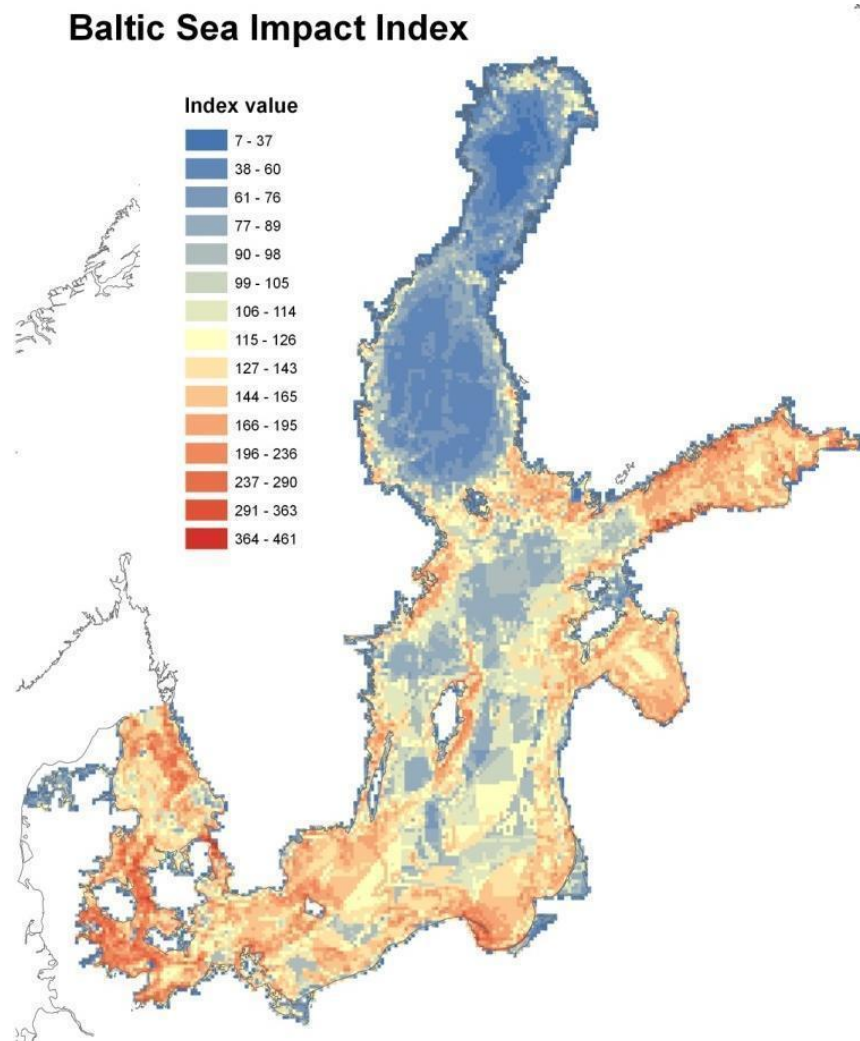 Baltic Sea Impact Index
Index value
7 - 37
38 - 60
61 - 76
77 - 89
90 - 98
99 - 105
106 - 114
115 - 126
127 - 143
144 - 165
166 - 195
196 - 236
237 - 290
291 - 363
364 - 461